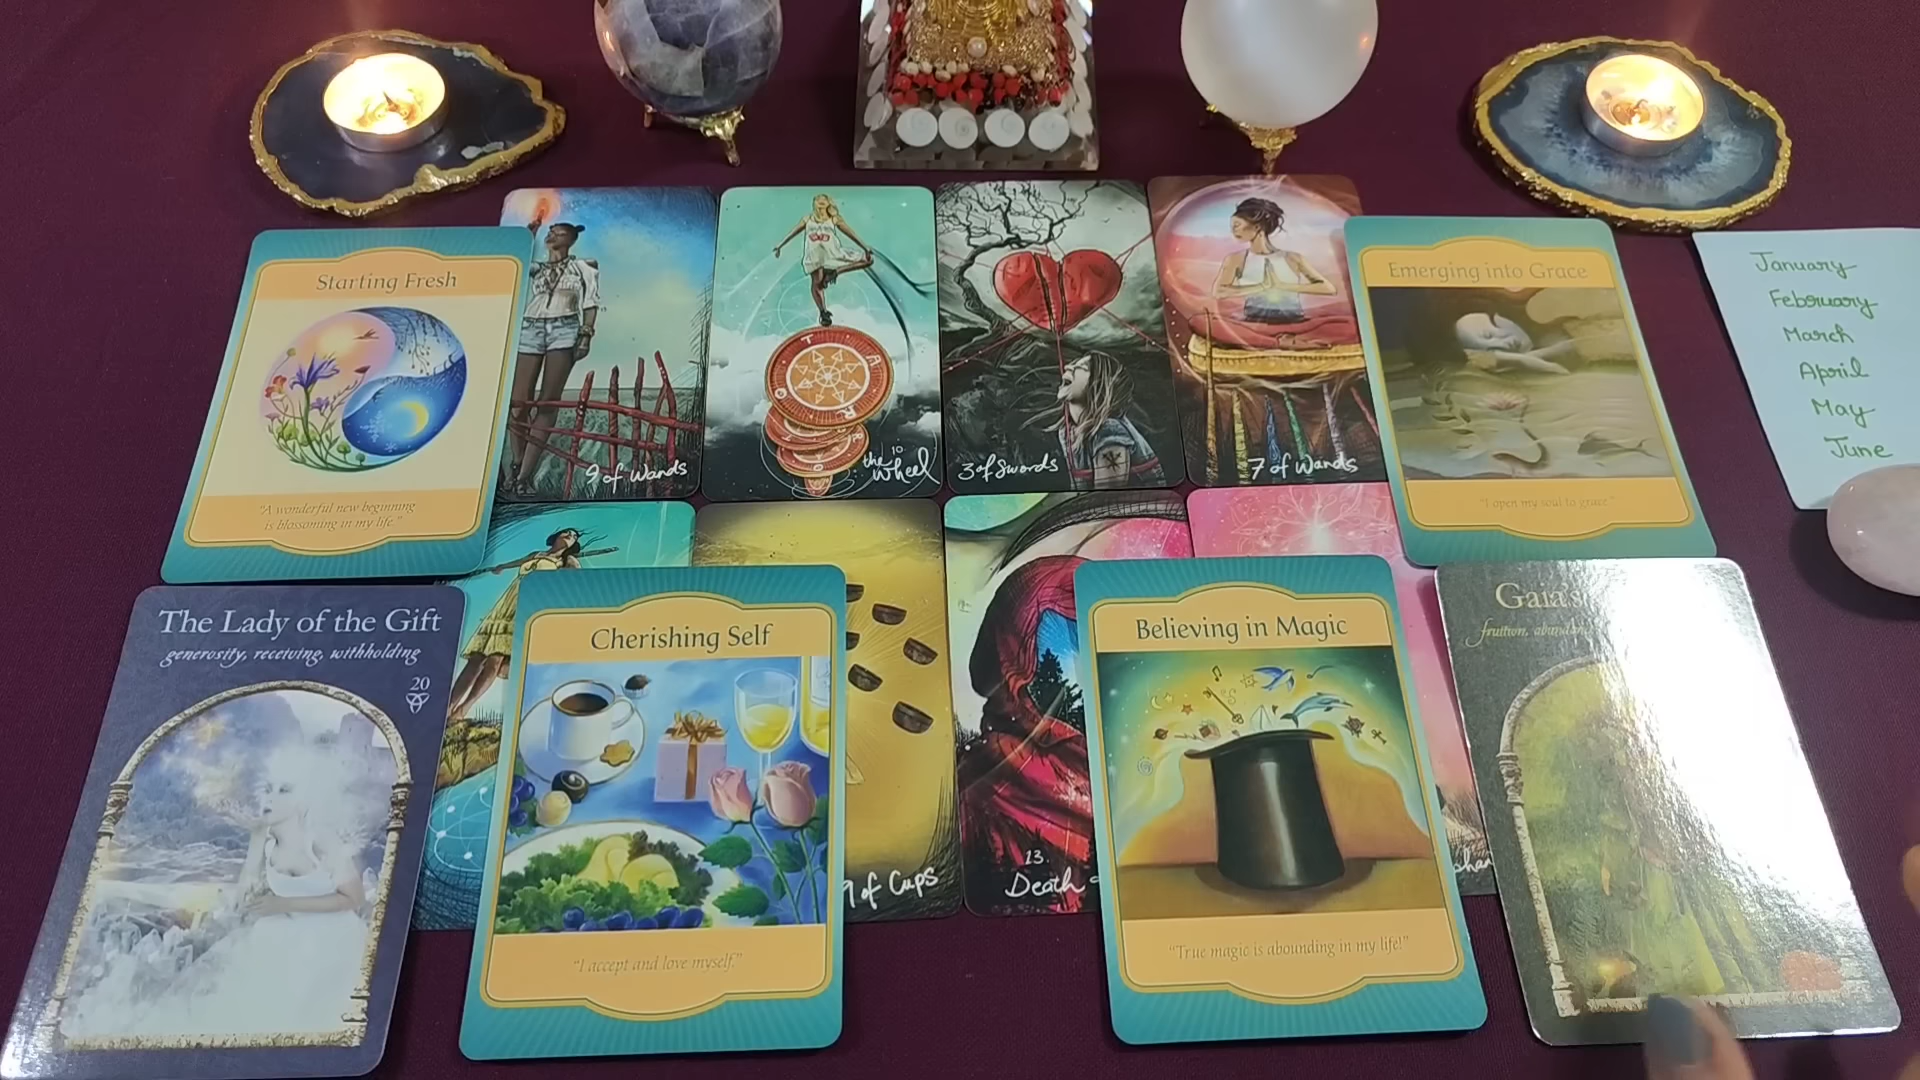 Starting Fresh
"A wonderful new beginning
is blossoming in my life."
9 of Wands
TARO
the 10
Wheel
3 of Swords
7 of Wands
Emerging into Grace
"I open my soul to grace"
January
February
March
April
May
June
The Lady of the Gift
generosity, receiving, withholding
20
Cherishing Self
"I accept and love myself."
9 of Cups
13.
Death
Believing in Magic
"True magic is abounding in my life!"
Gaia's
fruition,